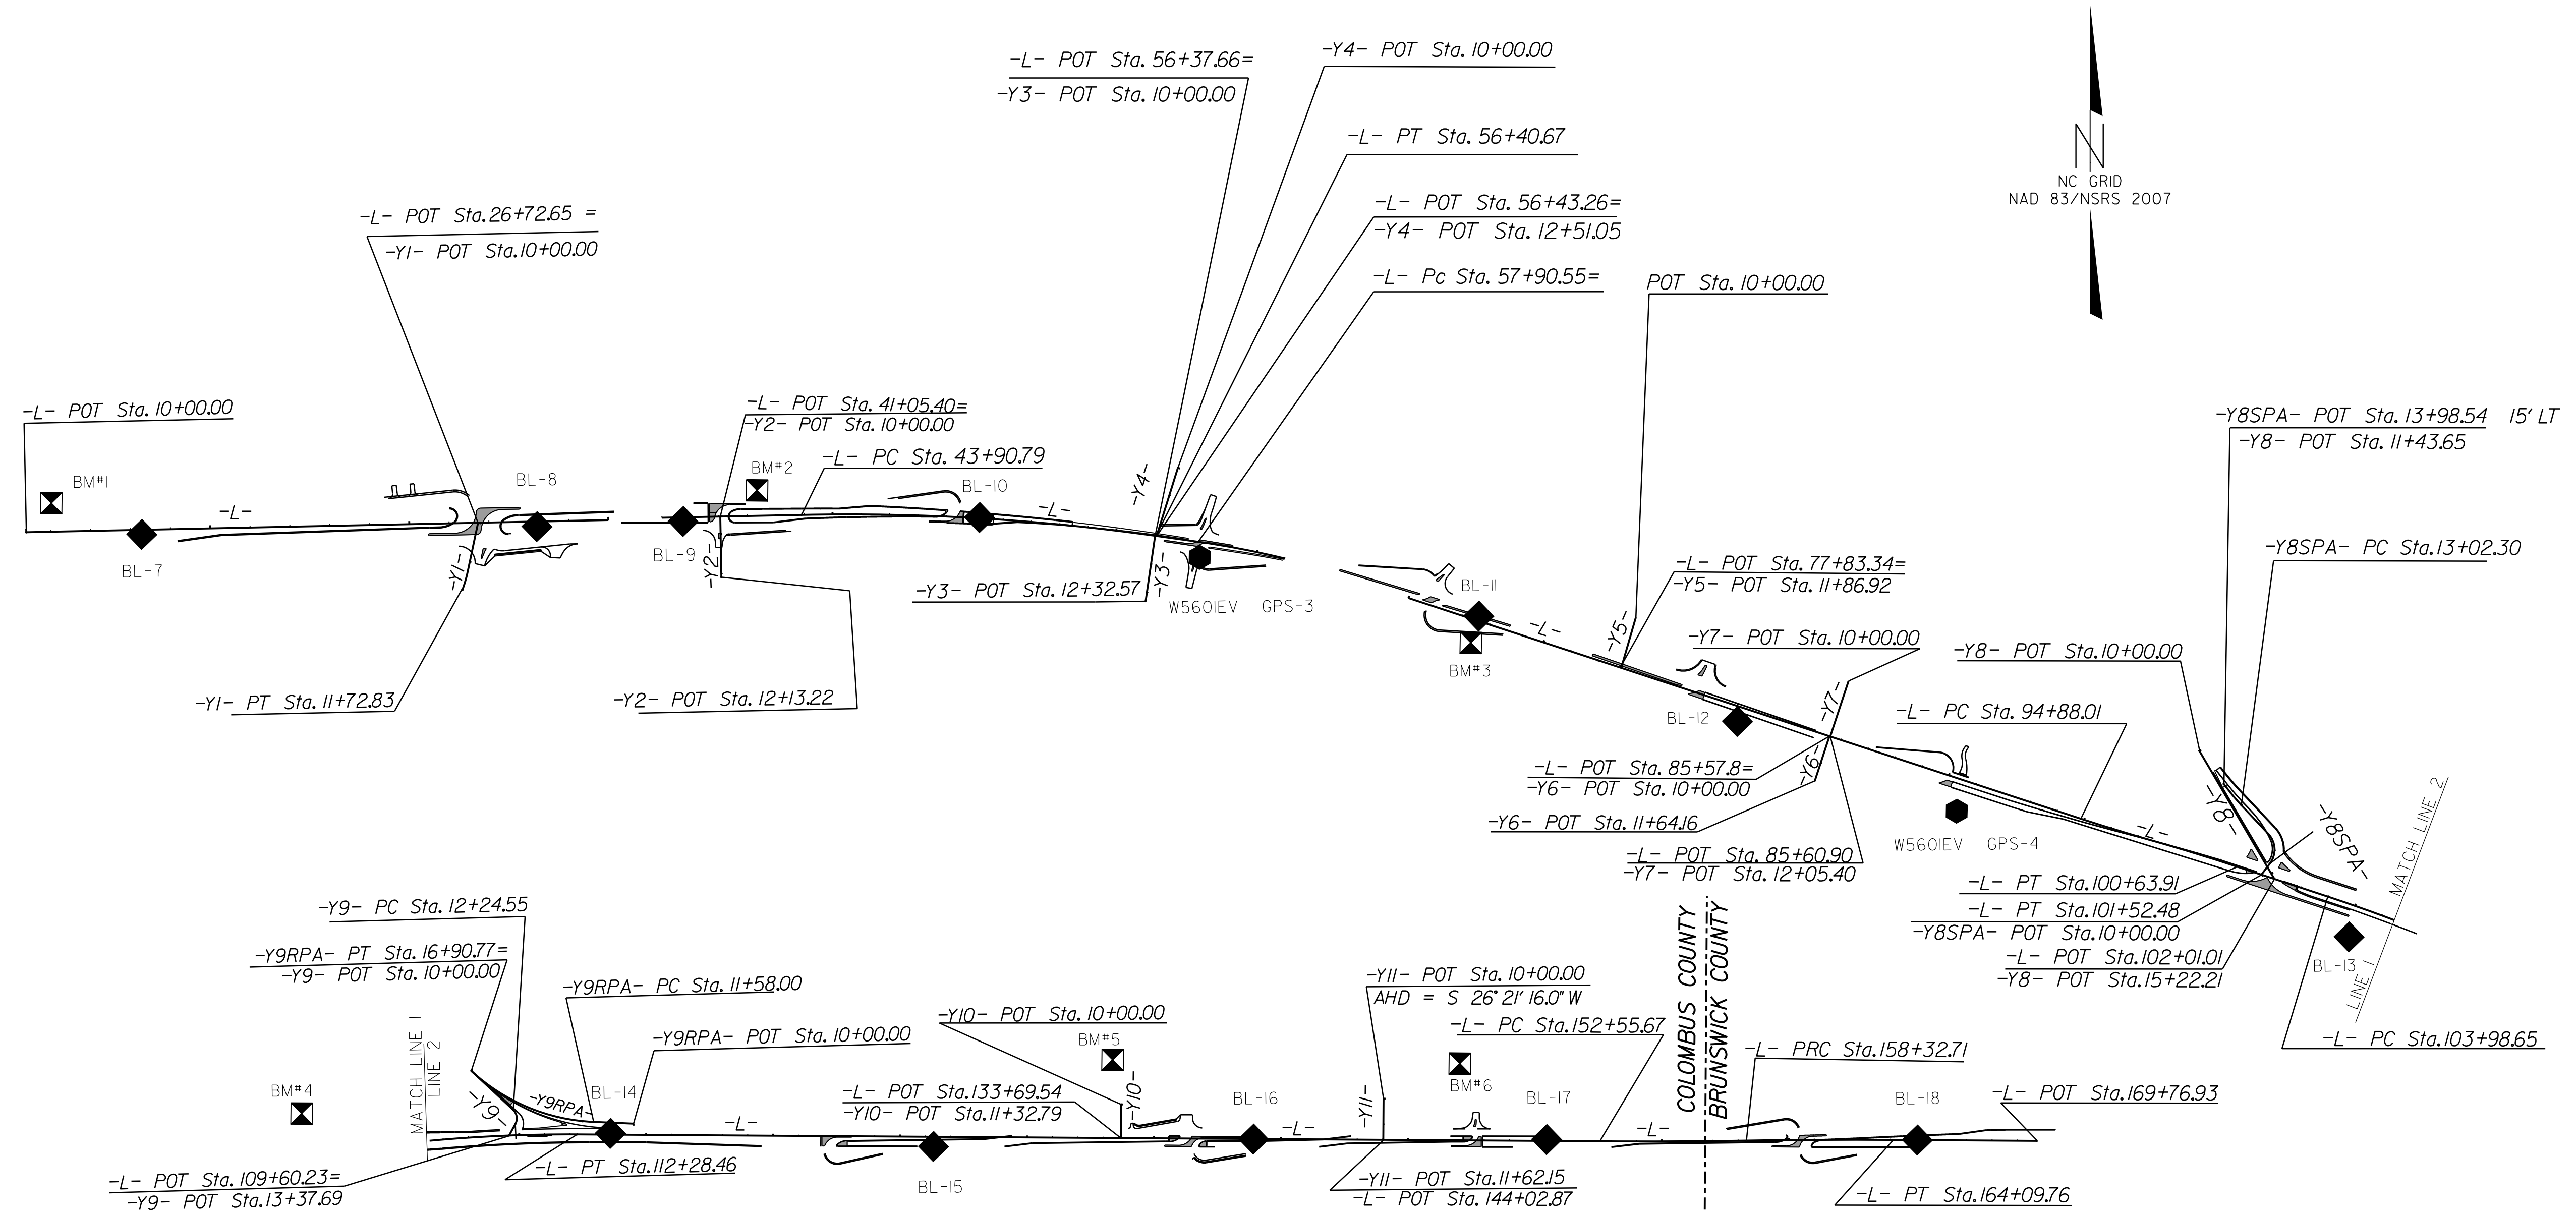 -L- POT Sta. 56+37.66=
-Y3- POT Sta. 10+00.00
-Y4- POT Sta. 10+00.00
-L- PT Sta. 56+40.67
-L- POT Sta. 56+43.26=
-Y4- POT Sta. 12+51.05
-L- Pc Sta. 57+90.55=
POT Sta. 10+00.00
N
NC GRID
NAD 83/NSRS 2007
-L- POT Sta. 26+72.65 =
-Y1- POT Sta. 10+00.00
-L- POT Sta. 10+00.00
BM#1
-L-
BL-7
BL-8
-Y1-
-Y1- PT Sta. 11+72.83
-L- POT Sta. 41+05.40=
-Y2- POT Sta. 10+00.00
BM#2
-L- PC Sta. 43+90.79
BL-9
-Y2-
-Y2- POT Sta. 12+13.22
BL-10
-L-
-Y4-
-Y3-
-Y3- POT Sta. 12+32.57
W5601EV GPS-3
BL-11
BM#3
-L-
-Y5-
-L- POT Sta. 77+83.34=
-Y5- POT Sta. 11+86.92
-Y7- POT Sta. 10+00.00
BL-12
-Y7-
-Y6-
-L- POT Sta. 85+57.8=
-Y6- POT Sta. 10+00.00
-Y6- POT Sta. 11+64.16
-L- POT Sta. 85+60.90
-Y7- POT Sta. 12+05.40
-Y8- POT Sta. 10+00.00
-L- PC Sta. 94+88.01
W5601EV GPS-4
-L-
-Y8SPA- POT Sta. 13+98.54 15' LT
-Y8- POT Sta. 11+43.65
-Y8SPA- PC Sta. 13+02.30
-Y8-
-Y8SPA-
MATCH LINE 2
LINE 1
-L- PT Sta. 100+63.91
-L- PT Sta. 101+52.48
-Y8SPA- POT Sta. 10+00.00
-L- POT Sta. 102+01.01
-Y8- POT Sta. 15+22.21
BL-13
-L- PC Sta. 103+98.65
-Y9- PC Sta. 12+24.55
-Y9RPA- PT Sta. 16+90.77=
-Y9- POT Sta. 10+00.00
-Y9RPA- PC Sta. 11+58.00
-Y9RPA- POT Sta. 10+00.00
MATCH LINE 1
LINE 2
BM#4
-Y9-
-Y9RPA-
BL-14
-L-
-L- POT Sta. 109+60.23=
-Y9- POT Sta. 13+37.69
-L- PT Sta. 112+28.46
-Y10- POT Sta. 10+00.00
BM#5
-L- POT Sta. 133+69.54
-Y10- POT Sta. 11+32.79
-Y10-
BL-15
BL-16
-L-
-Y11- POT Sta. 10+00.00
AHD = S 26° 21' 16.0" W
-L- PC Sta. 152+55.67
-Y11-
BM#6
BL-17
-L-
-Y11- POT Sta. 11+62.15
-L- POT Sta. 144+02.87
COLOMBUS COUNTY
BRUNSWICK COUNTY
-L- PRC Sta. 158+32.71
BL-18
-L- POT Sta. 169+76.93
-L- PT Sta. 164+09.76